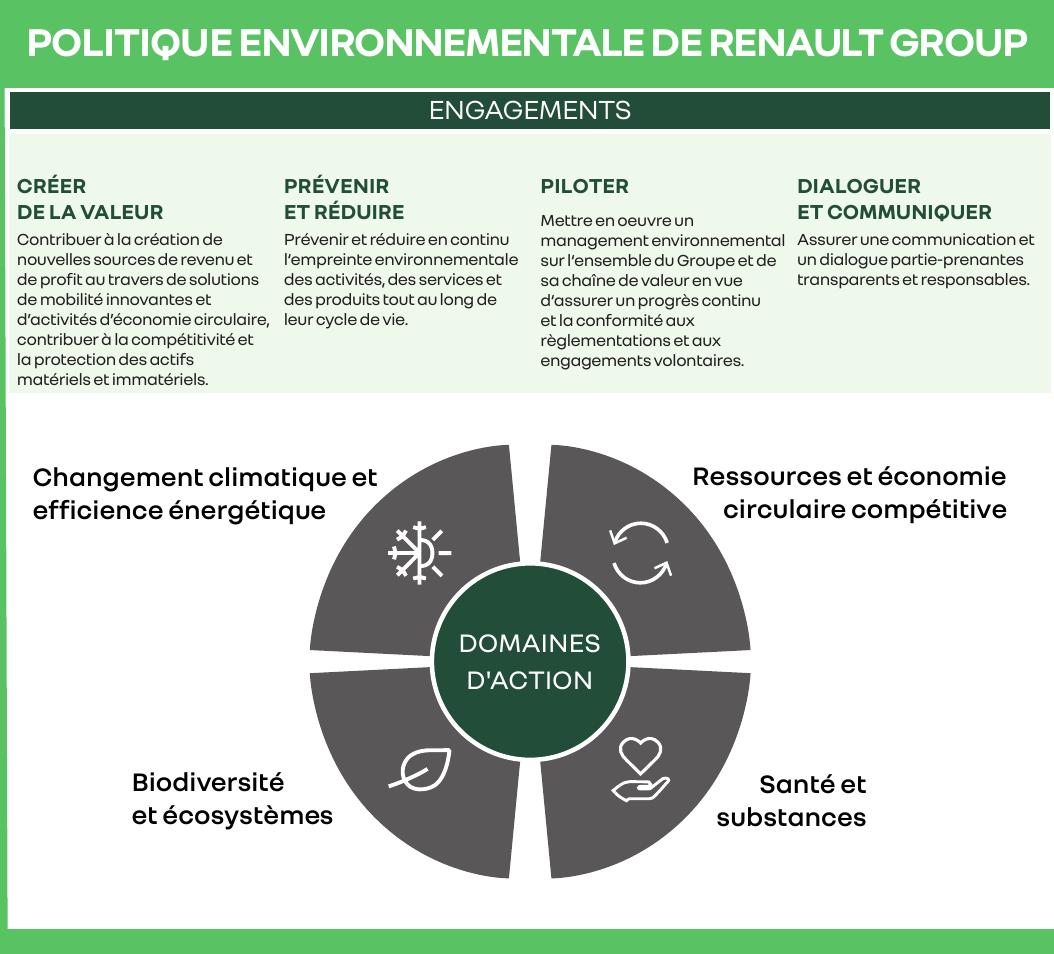 POLITIQUE ENVIRONNEMENTALE DE RENAULT GROUP
ENGAGEMENTS
CRÉER
DE LA VALEUR
Contribuer à la création de
nouvelles sources de revenu et
de profit au travers de solutions
de mobilité innovantes et
d’activités d’économie circulaire,
contribuer à la compétitivité et
la protection des actifs
matériels et immatériels.
PRÉVENIR
ET RÉDUIRE
Prévenir et réduire en continu
l’empreinte environnementale
des activités, des services et
des produits tout au long de
leur cycle de vie.
PILOTER
Mettre en oeuvre un
management environnemental
sur l’ensemble du Groupe et de
sa chaîne de valeur en vue
d’assurer un progrès continu
et la conformité aux
règlementations et aux
engagements volontaires.
DIALOGUER
ET COMMUNIQUER
Assurer une communication et
un dialogue partie-prenantes
transparents et responsables.
Changement climatique et
efficience énergétique
Ressources et économie
circulaire compétitive
DOMAINES
D'ACTION
Biodiversité
et écosystèmes
Santé et
substances